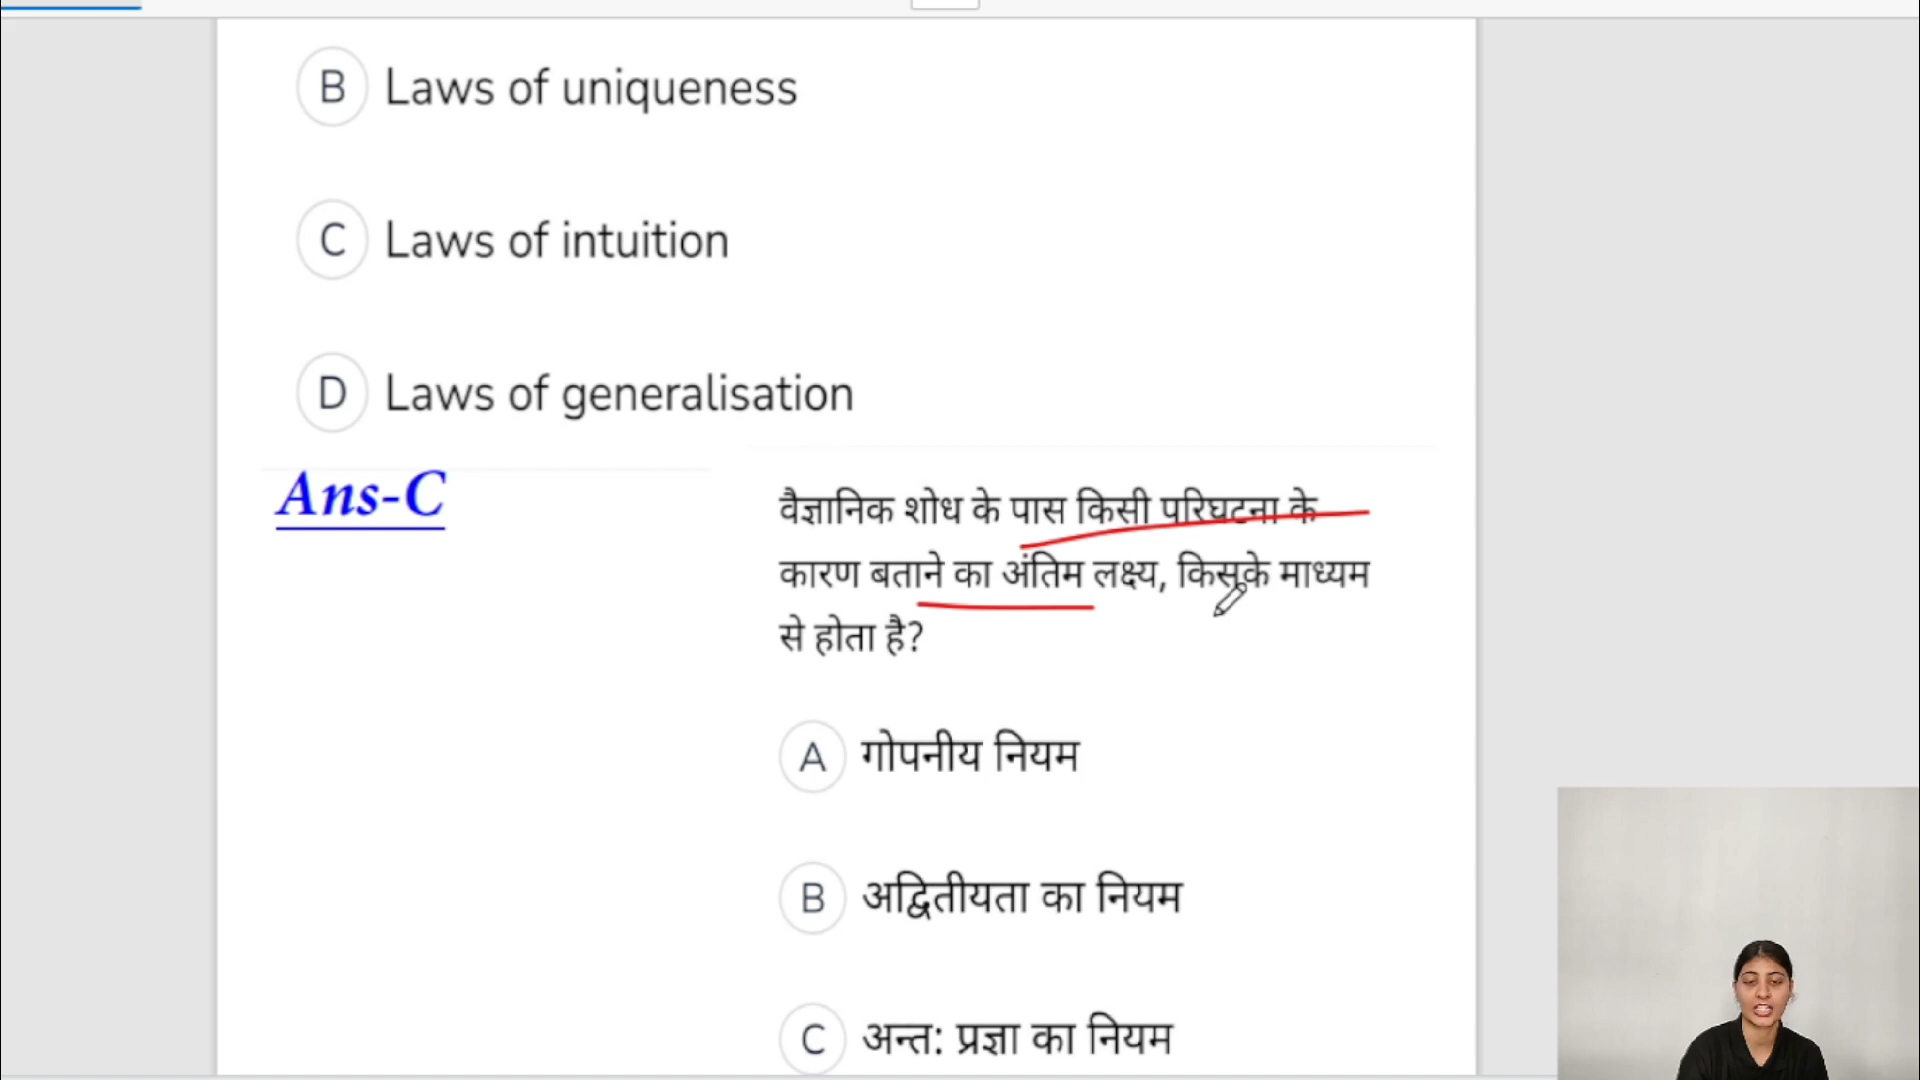 B Laws of uniqueness
C Laws of intuition
D Laws of generalisation
Ans-C
वैज्ञानिक शोध के पास किसी परिघटना के
कारण बताने का अंतिम लक्ष्य, किसके माध्यम
से होता है?
A गोपनीय नियम
B अद्वितीयता का नियम
C अन्त: प्रज्ञा का नियम